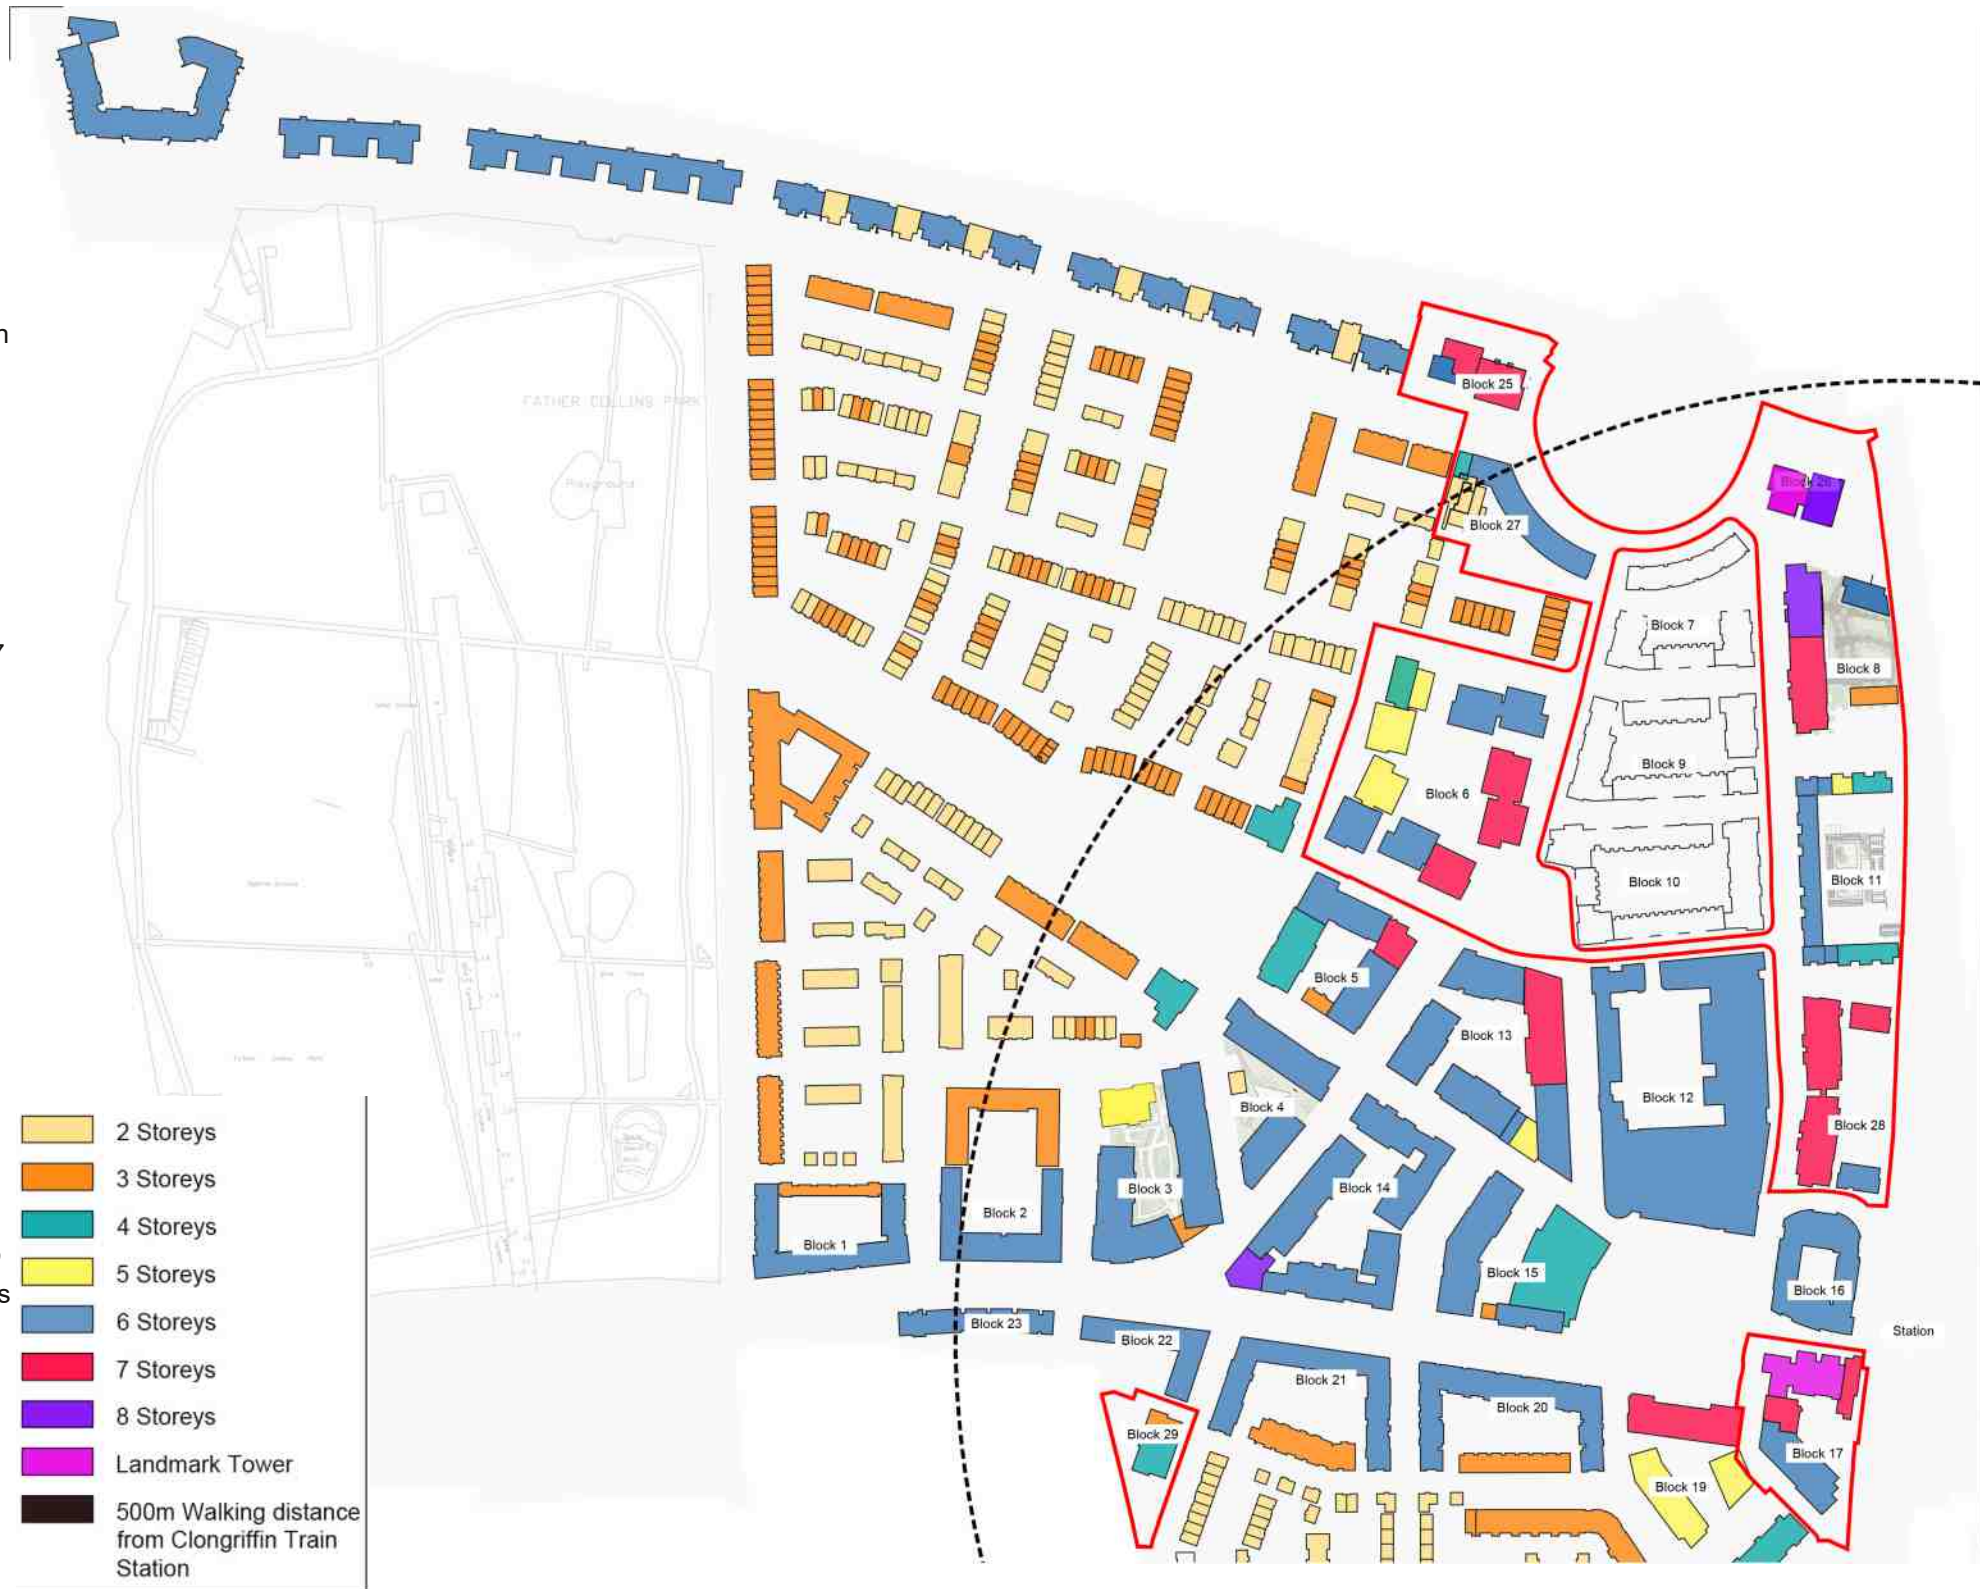 FATHER COLLINS PARK
Playground
Block 25
Block 26
Block 27
Block 7
Block 8
Block 9
Block 6
Block 10
Block 11
Block 5
Block 13
Block 12
Block 4
Block 28
Block 3
Block 14
Block 2
Block 1
Block 15
Block 16
Block 23
Block 22
Station
Block 21
Block 20
Block 29
Block 17
Block 19
2 Storeys
3 Storeys
4 Storeys
5 Storeys
6 Storeys
7 Storeys
8 Storeys
Landmark Tower
500m Walking distance
from Clongriffin Train
Station